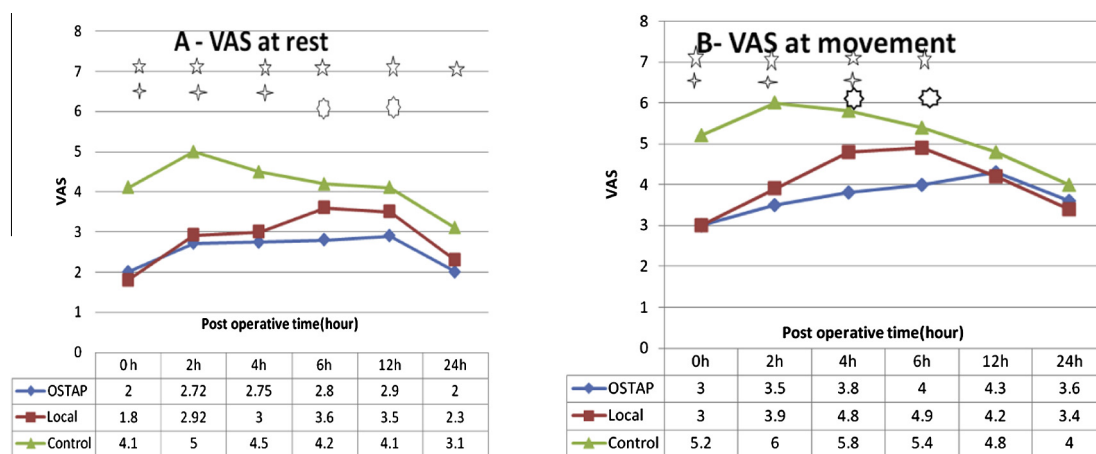 A - VAS at rest
8
7
6
5
4
3
2
1
0
VAS
Post operative time(hour)
0 h 2h 4h 6h 12h 24h
OSTAP 2 2.72 2.75 2.8 2.9 2
Local 1.8 2.92 3 3.6 3.5 2.3
Control 4.1 5 4.5 4.2 4.1 3.1
B- VAS at movement
8
7
6
5
4
3
2
1
0
VAS
Post operative time(hour)
0h 2h 4h 6h 12h 24h
OSTAP 3 3.5 3.8 4 4.3 3.6
Local 3 3.9 4.8 4.9 4.2 3.4
Control 5.2 6 5.8 5.4 4.8 4